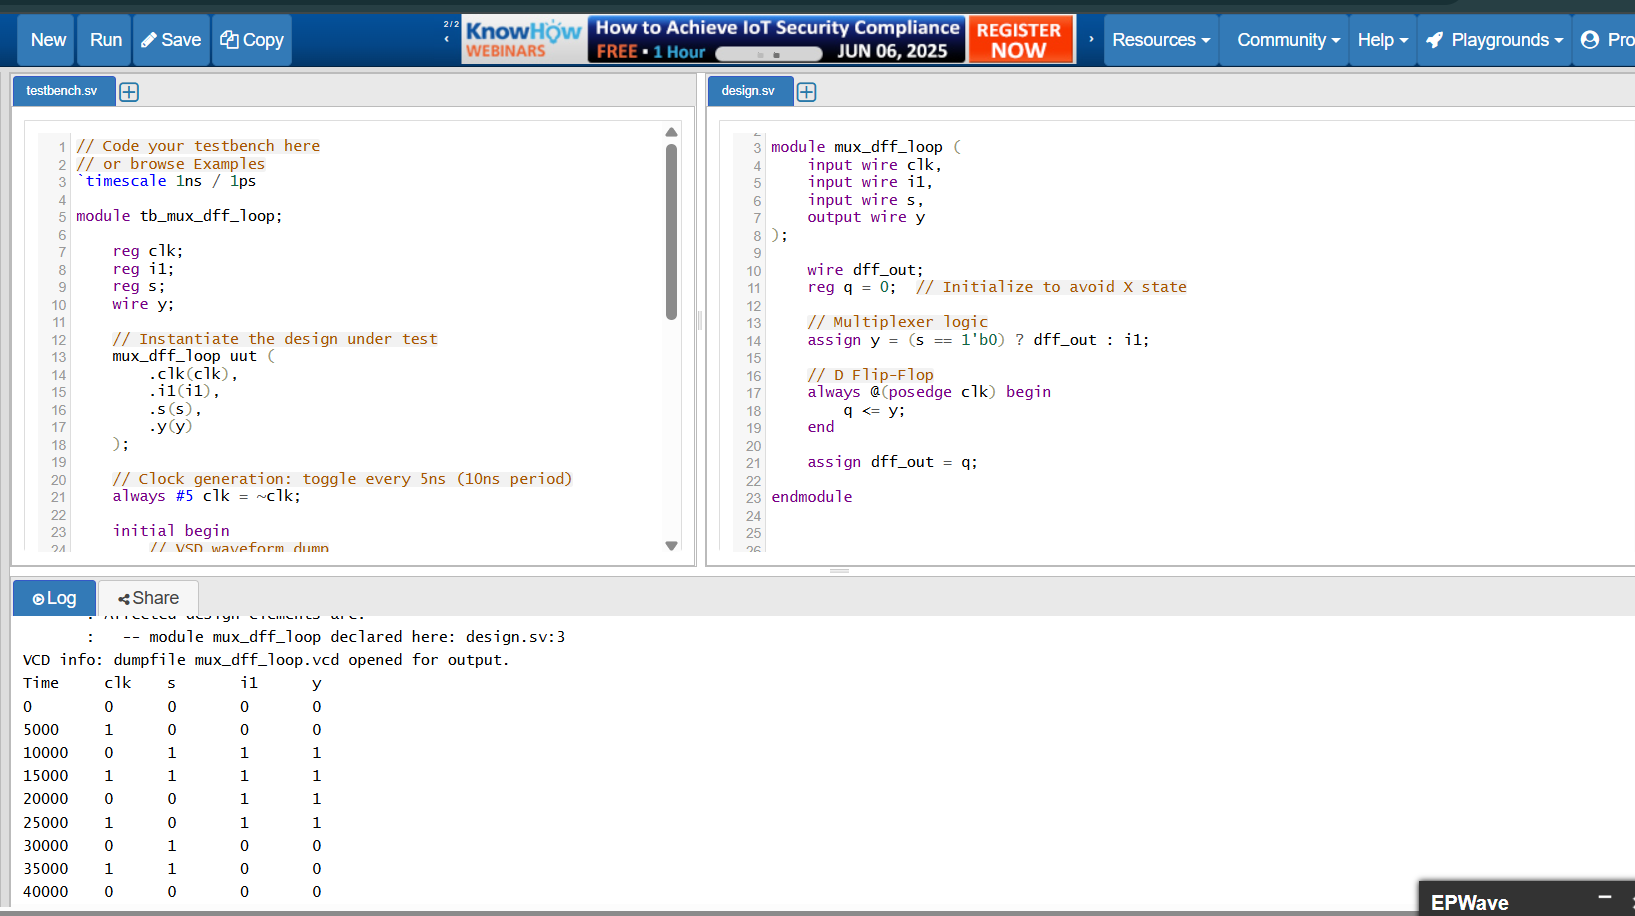 New Run Save Copy
2/2
KnowHow WEBINARS
How to Achieve IoT Security Compliance
FREE • 1 Hour JUN 06, 2025
REGISTER NOW
Resources Community Help Playgrounds Pro
testbench.sv
1 // Code your testbench here
2 // or browse Examples
3 `timescale 1ns / 1ps
4
5 module tb_mux_dff_loop;
6
7 reg clk;
8 reg i1;
9 reg s;
10 wire y;
11
12 // Instantiate the design under test
13 mux_dff_loop uut (
14 .clk(clk),
15 .i1(i1),
16 .s(s),
17 .y(y)
18 );
19
20 // Clock generation: toggle every 5ns (10ns period)
21 always #5 clk = ~clk;
22
23 initial begin
24 // VSD waveform dump
design.sv
2
3 module mux_dff_loop (
4 input wire clk,
5 input wire i1,
6 input wire s,
7 output wire y
8 );
9
10 wire dff_out;
11 reg q = 0; // Initialize to avoid X state
12
13 // Multiplexer logic
14 assign y = (s == 1'b0) ? dff_out : i1;
15
16 // D Flip-Flop
17 always @(posedge clk) begin
18 q <= y;
19 end
20
21 assign dff_out = q;
22
23 endmodule
24
25
26
Log Share
: Affected design elements are:
: -- module mux_dff_loop declared here: design.sv:3
VCD info: dumpfile mux_dff_loop.vcd opened for output.
Time clk s i1 y
0 0 0 0 0
5000 1 0 0 0
10000 0 1 1 1
15000 1 1 1 1
20000 0 0 1 1
25000 1 0 1 1
30000 0 1 0 0
35000 1 1 0 0
40000 0 0 0 0
EPWave